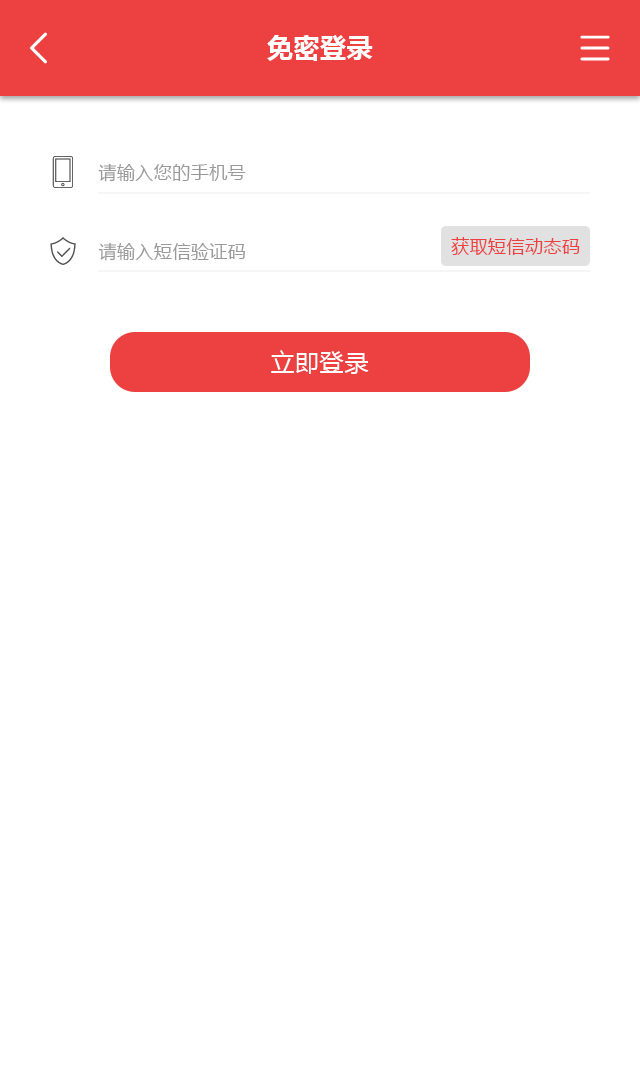 免密登录
请输入您的手机号
请输入短信验证码
获取短信动态码
立即登录